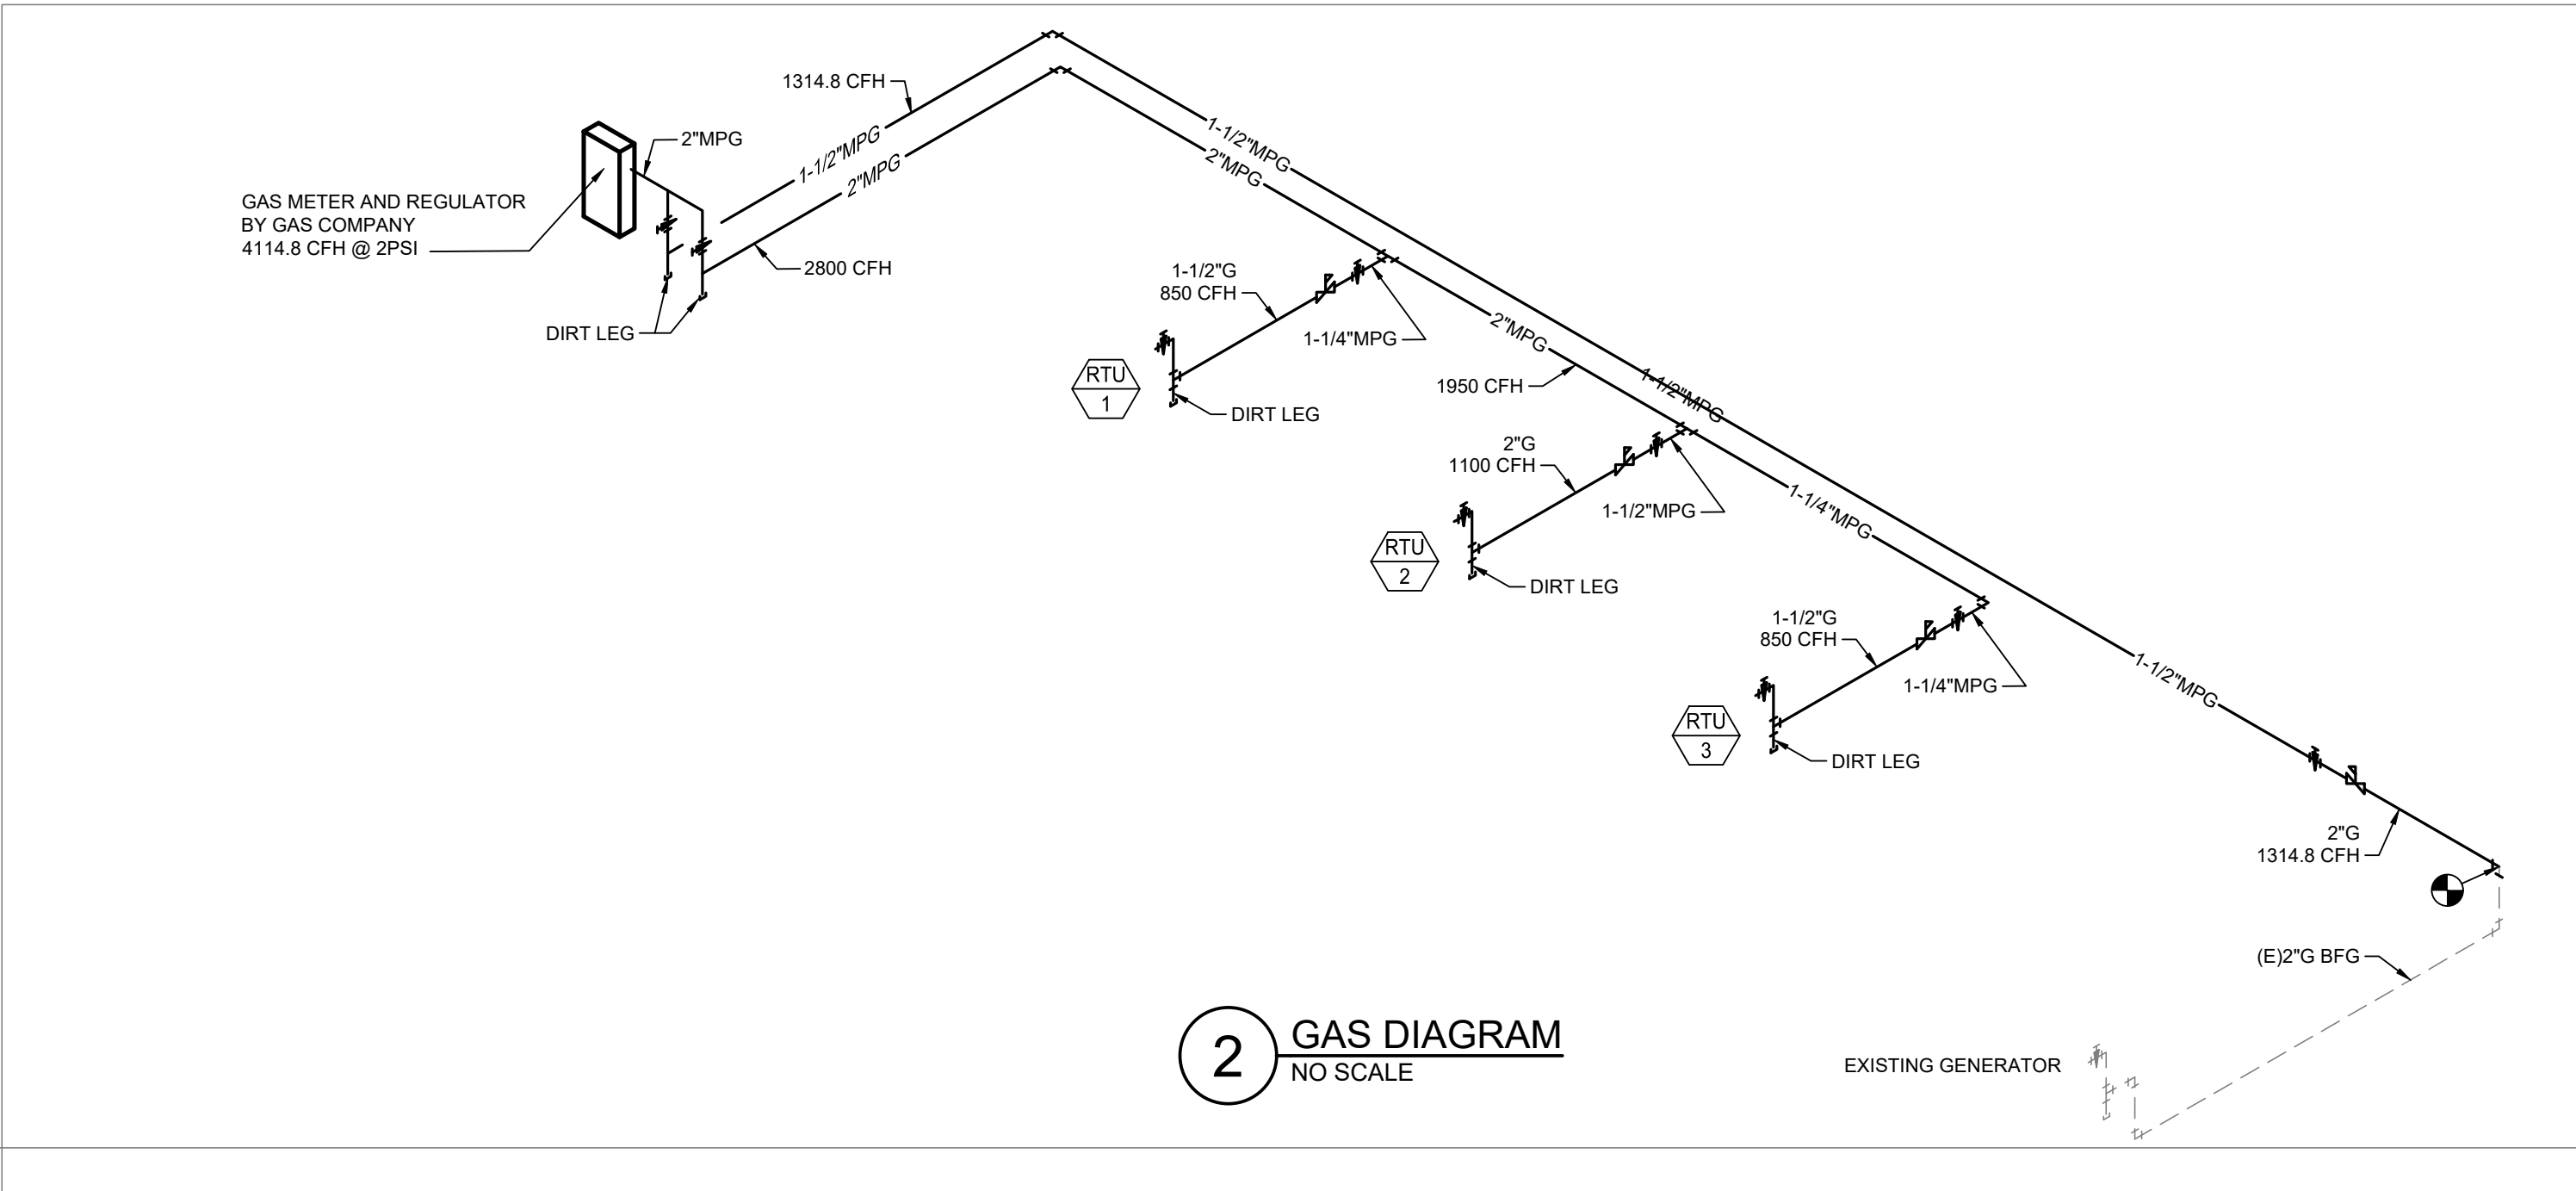 1314.8 CFH
2"MPG
1-1/2"MPG
2"MPG
1-1/2"MPG
2"MPG
GAS METER AND REGULATOR
BY GAS COMPANY
4114.8 CFH @ 2PSI
2800 CFH
DIRT LEG
1-1/2"G
850 CFH
1-1/4"MPG
RTU
1
DIRT LEG
2"MPG
1950 CFH
1-1/2"MPG
2"G
1100 CFH
1-1/2"MPG
RTU
2
DIRT LEG
1-1/4"MPG
1-1/2"G
850 CFH
1-1/4"MPG
RTU
3
DIRT LEG
1-1/2"MPG
2"G
1314.8 CFH
(E)2"G BFG
EXISTING GENERATOR
2
GAS DIAGRAM
NO SCALE